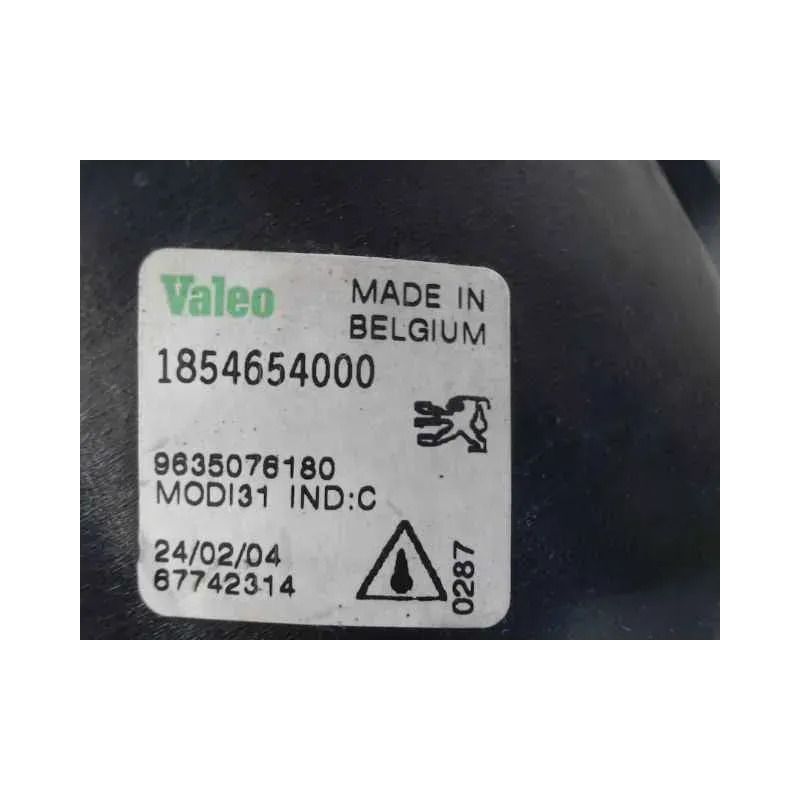 Valeo
MADE IN
BELGIUM
1854654000
9635076180
MODI31 IND:C
24/02/04
67742314
0287